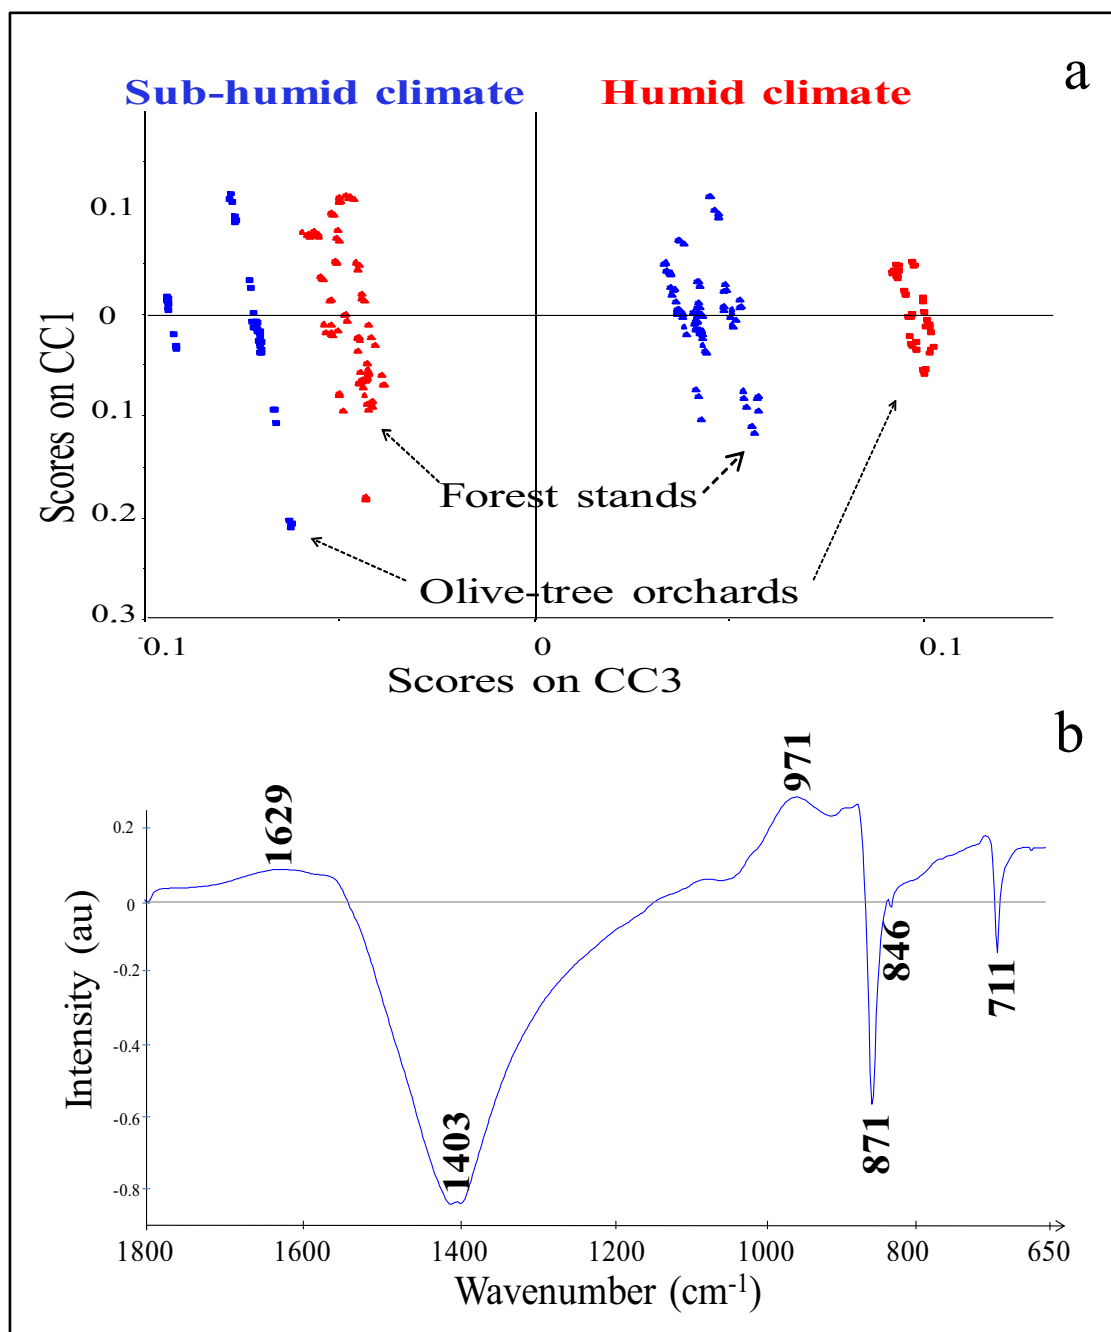 a
Sub-humid climate Humid climate
0.1
0
0.1
0.2
0.3
Scores on CC1
Forest stands
Olive-tree orchards
-0.1 0 0.1
Scores on CC3
b
1629
971
1403
871
846
711
0.2
0
-0.2
-0.4
-0.6
-0.8
Intensity (au)
1800 1600 1400 1200 1000 800 650
Wavenumber (cm⁻¹)